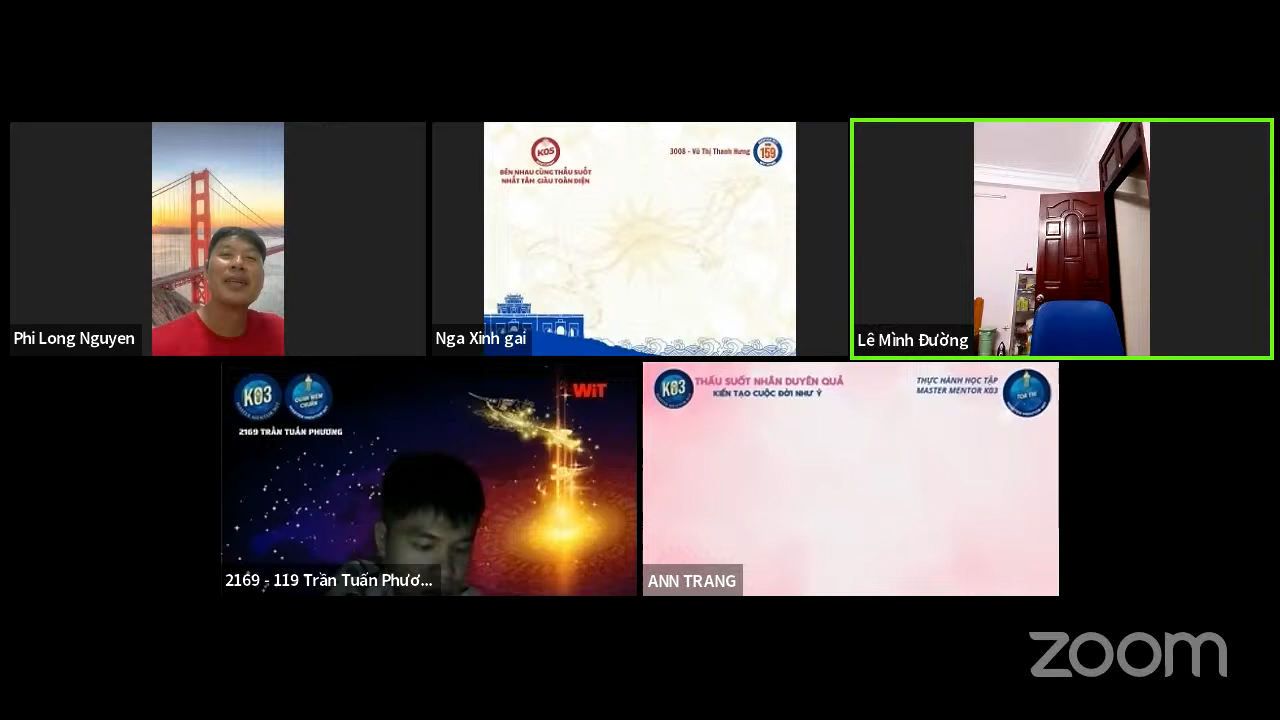 K05
BÊN NHAU CÙNG THẤU SUỐT
NHẤT TÂM GIÀU TOÀN DIỆN
3008 - Vũ Thị Thanh Hưng
159
Phi Long Nguyen
Nga Xinh gai
Lê Mình Đường
K03
2169 TRẦN TUẤN PHƯƠNG
WiT
2169 - 119 Trần Tuấn Phươ...
K03
THẤU SUỐT NHÂN DUYÊN QUẢ
KIẾN TẠO CUỘC ĐỜI NHƯ Ý
THỰC HÀNH HỌC TẬP
MASTER MENTOR K03
ANN TRANG
zoom